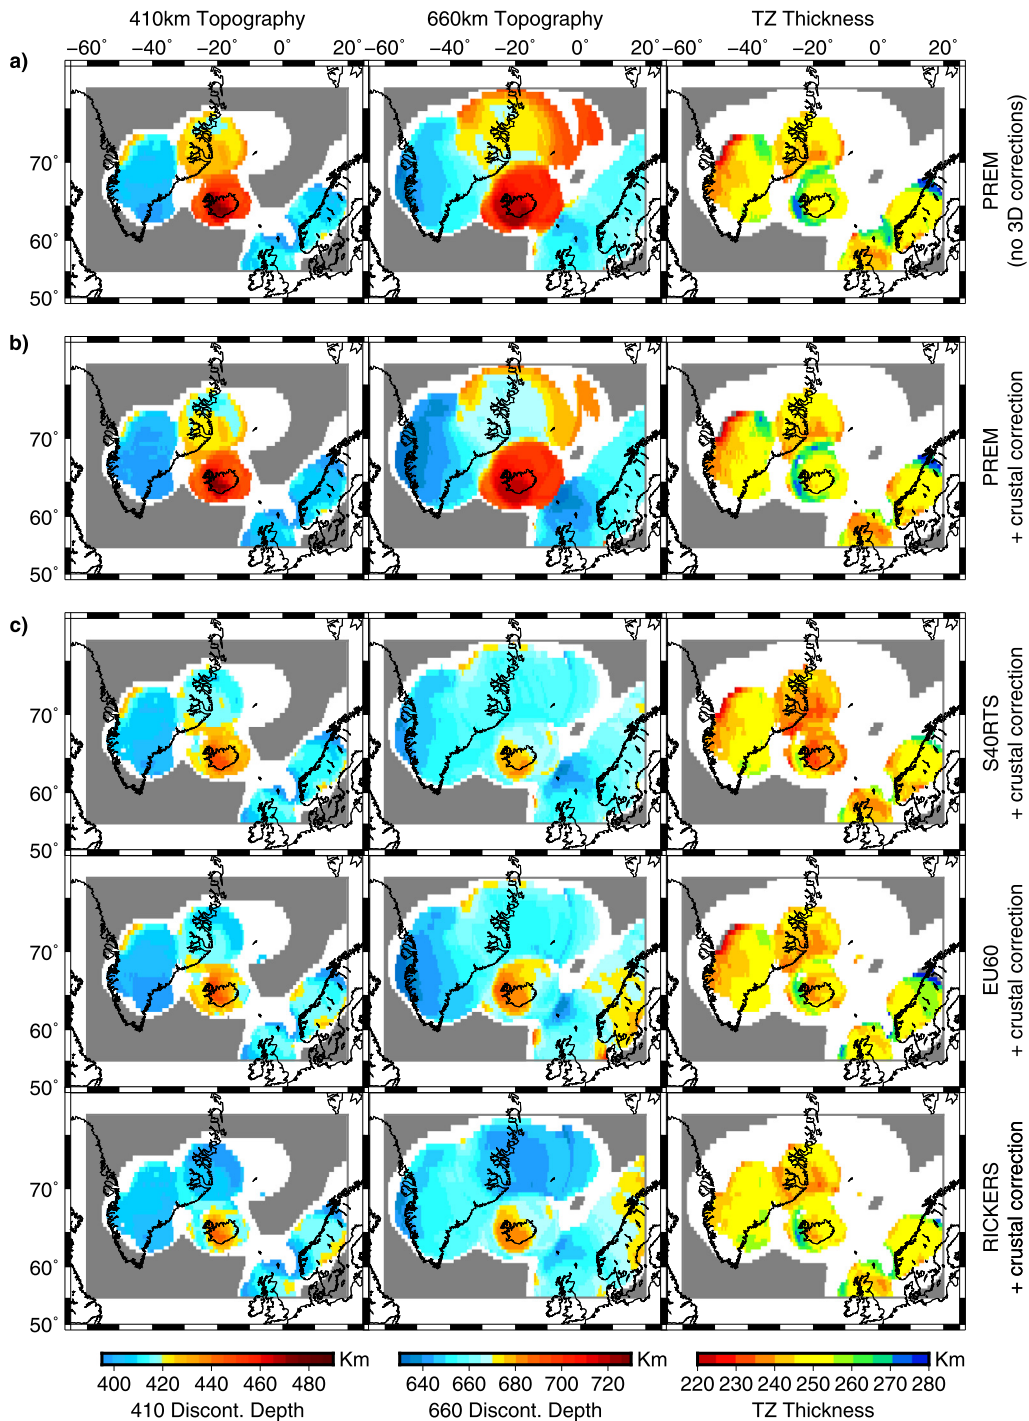 410km Topography 660km Topography TZ Thickness
−60° −40° −20° 0° 20° −60° −40° −20° 0° 20° −60° −40° −20° 0° 20°
a)
70°
60°
50°
PREM
(no 3D corrections)
b)
70°
60°
50°
PREM
+ crustal correction
c)
70°
60°
50°
S40RTS
+ crustal correction
70°
60°
50°
EU60
+ crustal correction
70°
60°
50°
RICKERS
+ crustal correction
Km Km Km
400 420 440 460 480 640 660 680 700 720 220 230 240 250 260 270 280
410 Discont. Depth 660 Discont. Depth TZ Thickness